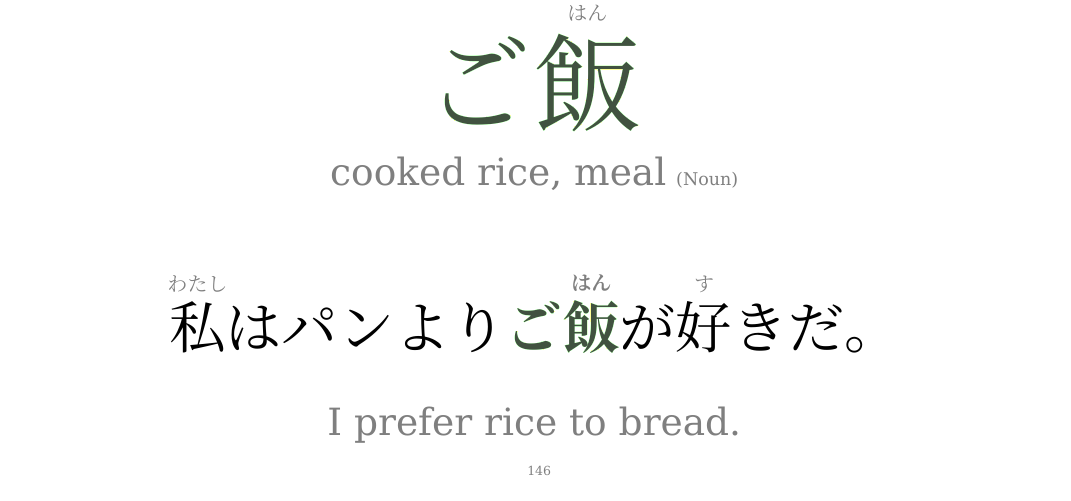 はん
ご飯
cooked rice, meal (Noun)
わたし はん す
私はパンよりご飯が好きだ。
I prefer rice to bread.
146